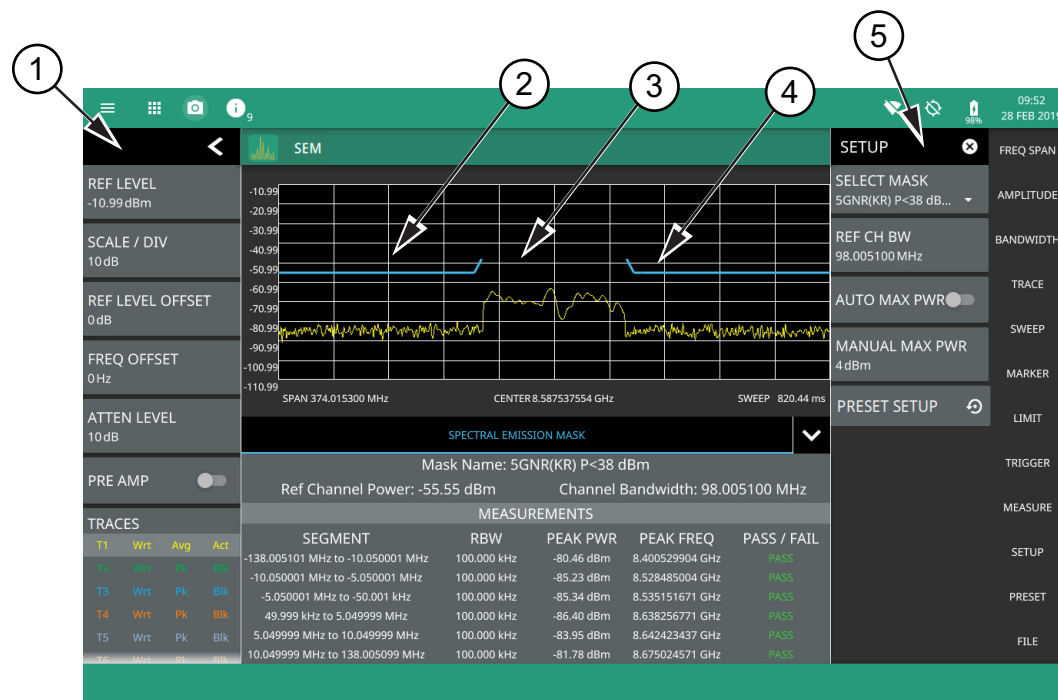 1
2
3
4
5
9
98%
09:52
28 FEB 2019
SEM
SETUP
FREQ SPAN
AMPLITUDE
BANDWIDTH
TRACE
SWEEP
MARKER
LIMIT
TRIGGER
MEASURE
SETUP
PRESET
FILE
REF LEVEL
-10.99 dBm
SCALE / DIV
10 dB
REF LEVEL OFFSET
0 dB
FREQ OFFSET
0 Hz
ATTEN LEVEL
10 dB
PRE AMP
TRACES
T1 Wrt Avg Act
T2 Wrt Pk Blk
T3 Wrt Pk Blk
T4 Wrt Pk Blk
T5 Wrt Pk Blk
T6 Wrt Pk Blk
-10.99
-20.99
-30.99
-40.99
-50.99
-60.99
-70.99
-80.99
-90.99
-100.99
-110.99
SPAN 374.015300 MHz CENTER 8.587537554 GHz SWEEP 820.44 ms
SPECTRAL EMISSION MASK
Mask Name: 5GNR(KR) P<38 dBm
Ref Channel Power: -55.55 dBm Channel Bandwidth: 98.005100 MHz
MEASUREMENTS
SEGMENT RBW PEAK PWR PEAK FREQ PASS / FAIL
-138.005101 MHz to -10.050001 MHz 100.000 kHz -80.46 dBm 8.400529904 GHz PASS
-10.050001 MHz to -5.050001 MHz 100.000 kHz -85.23 dBm 8.528485004 GHz PASS
-5.050001 MHz to -50.001 kHz 100.000 kHz -85.34 dBm 8.535151671 GHz PASS
49.999 kHz to 5.049999 MHz 100.000 kHz -86.40 dBm 8.638256771 GHz PASS
5.049999 MHz to 10.049999 MHz 100.000 kHz -83.95 dBm 8.642423437 GHz PASS
10.049999 MHz to 138.005099 MHz 100.000 kHz -81.78 dBm 8.675024571 GHz PASS
SELECT MASK
5GNR(KR) P<38 dB...
REF CH BW
98.005100 MHz
AUTO MAX PWR
MANUAL MAX PWR
4 dBm
PRESET SETUP